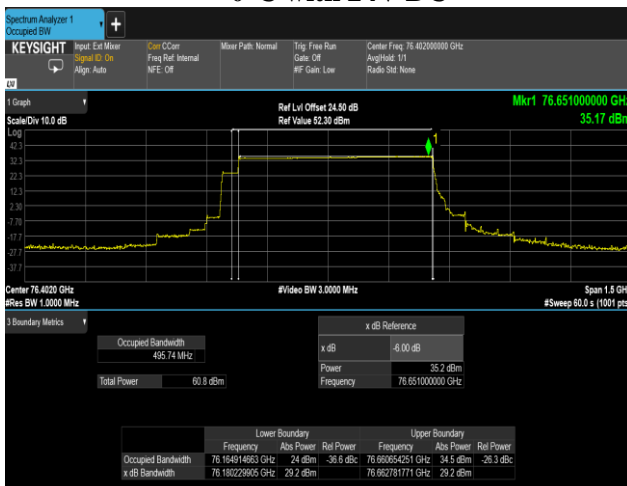 Spectrum Analyzer 1
Occupied BW
+
KEYSIGHT
Input: Ext Mixer
Signal ID: On
Align: Auto
Corr CCorr
Freq Ref: Internal
NFE: Off
Mixer Path: Normal
Trig: Free Run
Gate: Off
#IF Gain: Low
Center Freq: 76.402000000 GHz
Avg|Hold: 1/1
Radio Std: None
LXI
1 Graph
Scale/Div 10.0 dB
Ref Lvl Offset 24.50 dB
Ref Value 52.30 dBm
Mkr1 76.651000000 GHz
35.17 dBm
Log
42.3
32.3
22.3
12.3
2.30
-7.70
-17.7
-27.7
-37.7
1
Center 76.4020 GHz
#Res BW 1.0000 MHz
#Video BW 3.0000 MHz
Span 1.5 GH
#Sweep 60.0 s (1001 pts
3 Boundary Metrics
Occupied Bandwidth
495.74 MHz
Total Power 60.8 dBm
x dB Reference
x dB -6.00 dB
Power 35.2 dBm
Frequency 76.651000000 GHz
Lower Boundary Upper Boundary
Frequency Abs Power Rel Power Frequency Abs Power Rel Power
Occupied Bandwidth 76.164914663 GHz 24 dBm -36.6 dBc 76.660654251 GHz 34.5 dBm -26.3 dBc
x dB Bandwidth 76.180229905 GHz 29.2 dBm 76.662781771 GHz 29.2 dBm